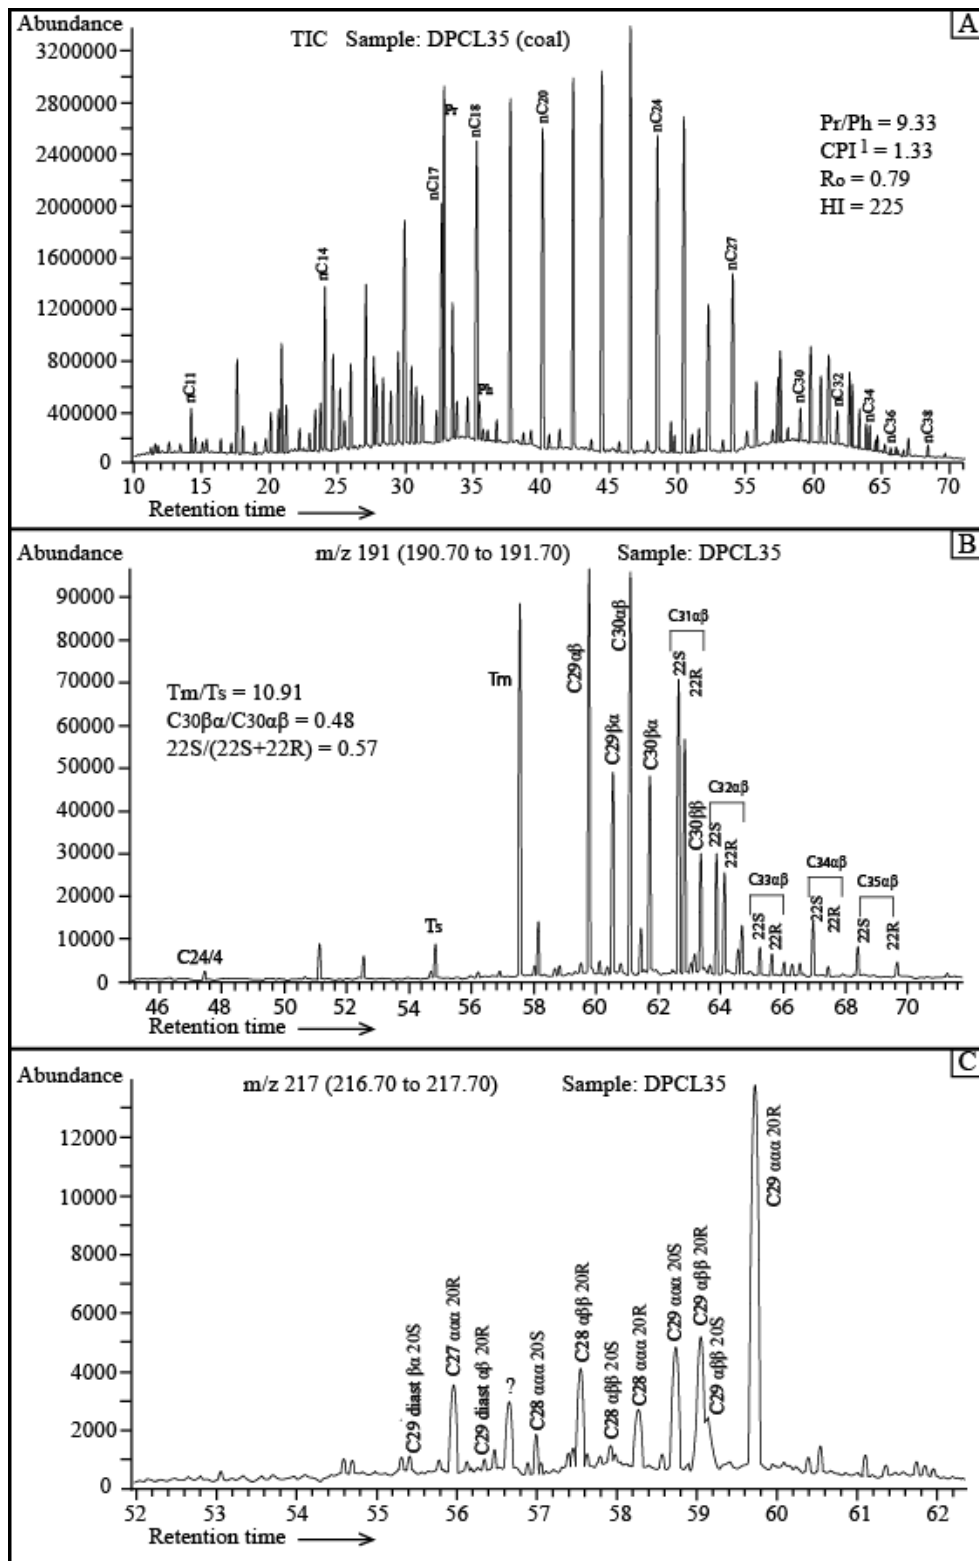 Abundance
A
TIC Sample: DPCL35 (coal)
3200000
2800000
2400000
2000000
1600000
1200000
800000
400000
0
nC11
nC14
nC17
Pr
nC18
Ph
nC20
nC24
nC27
nC30
nC32
nC34
nC36
nC38
Pr/Ph = 9.33
CPI 1 = 1.33
Ro = 0.79
HI = 225
10 15 20 25 30 35 40 45 50 55 60 65 70
Retention time
Abundance
B
m/z 191 (190.70 to 191.70) Sample: DPCL35
90000
80000
70000
60000
50000
40000
30000
20000
10000
0
Tm/Ts = 10.91
C30βα/C30αβ = 0.48
22S/(22S+22R) = 0.57
C24/4
Ts
Tm
C29αβ
C29βα
C30αβ
C30βα
C31αβ
22S
22R
C30ββ
C32αβ
22S
22R
C33αβ
22S
22R
C34αβ
22S
22R
C35αβ
22S
22R
46 48 50 52 54 56 58 60 62 64 66 68 70
Retention time
Abundance
C
m/z 217 (216.70 to 217.70) Sample: DPCL35
12000
10000
8000
6000
4000
2000
0
C29 diast βα 20S
C27 ααα 20R
C29 diast αβ 20R
?
C28 ααα 20S
C28 αββ 20R
C28 αββ 20S
C28 ααα 20R
C29 ααα 20S
C29 αββ 20R
C29 αββ 20S
C29 ααα 20R
52 53 54 55 56 57 58 59 60 61 62
Retention time